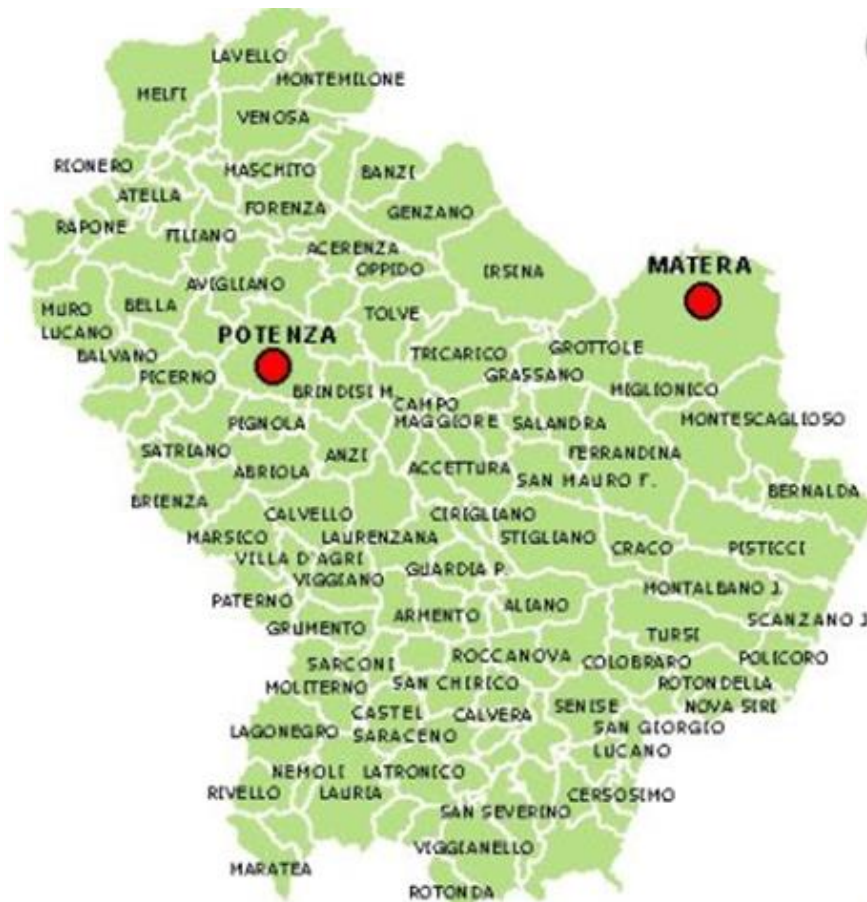 LAVELLO
MONTEMILONE
MELFI
VENOSA
RIONERO
MASCHITO
BANZI
ATELLA
FORENZA
GENZANO
RAPONE
FILIANO
ACERENZA
OPPIDO
IRSINA
MATERA
AVIGLIANO
MURO
LUCANO
BELLA
TOLVE
POTENZA
BALVANO
PICERNO
TRICARICO
GROTTOLE
GRASSANO
BRINDISI M.
MIGLIONICO
CAMPO
MAGGIORE
PIGNOLA
SALANDRA
MONTESCAGLIOSO
SATRIANO
ANZI
FERRANDINA
ABRIOLA
ACCETTURA
SAN MAURO F.
BERNALDA
BRIENZA
CALVELLO
CIRIGLIANO
MARSICO
LAURENZANA
STIGLIANO
CRACO
PISTICCI
VILLA D'AGRI
VIGGIANO
GUARDIA P.
MONTALBANO J.
PATERNO
ARMENTO
ALIANO
SCANZANO J.
GRUMENTO
TURSI
SARCONI
ROCCANOVA
COLOBRARO
POLICORO
MOLITERNO
SAN CHIRICO
ROTONDELLA
CASTEL
SARACENO
CALVERA
SENISE
NOVA SIRI
LAGONEGRO
SAN GIORGIO
LUCANO
NEMOLI
LATRONICO
RIVELLO
LAURIA
CERSOSIMO
SAN SEVERINO
VIGGIANELLO
MARATEA
ROTONDA